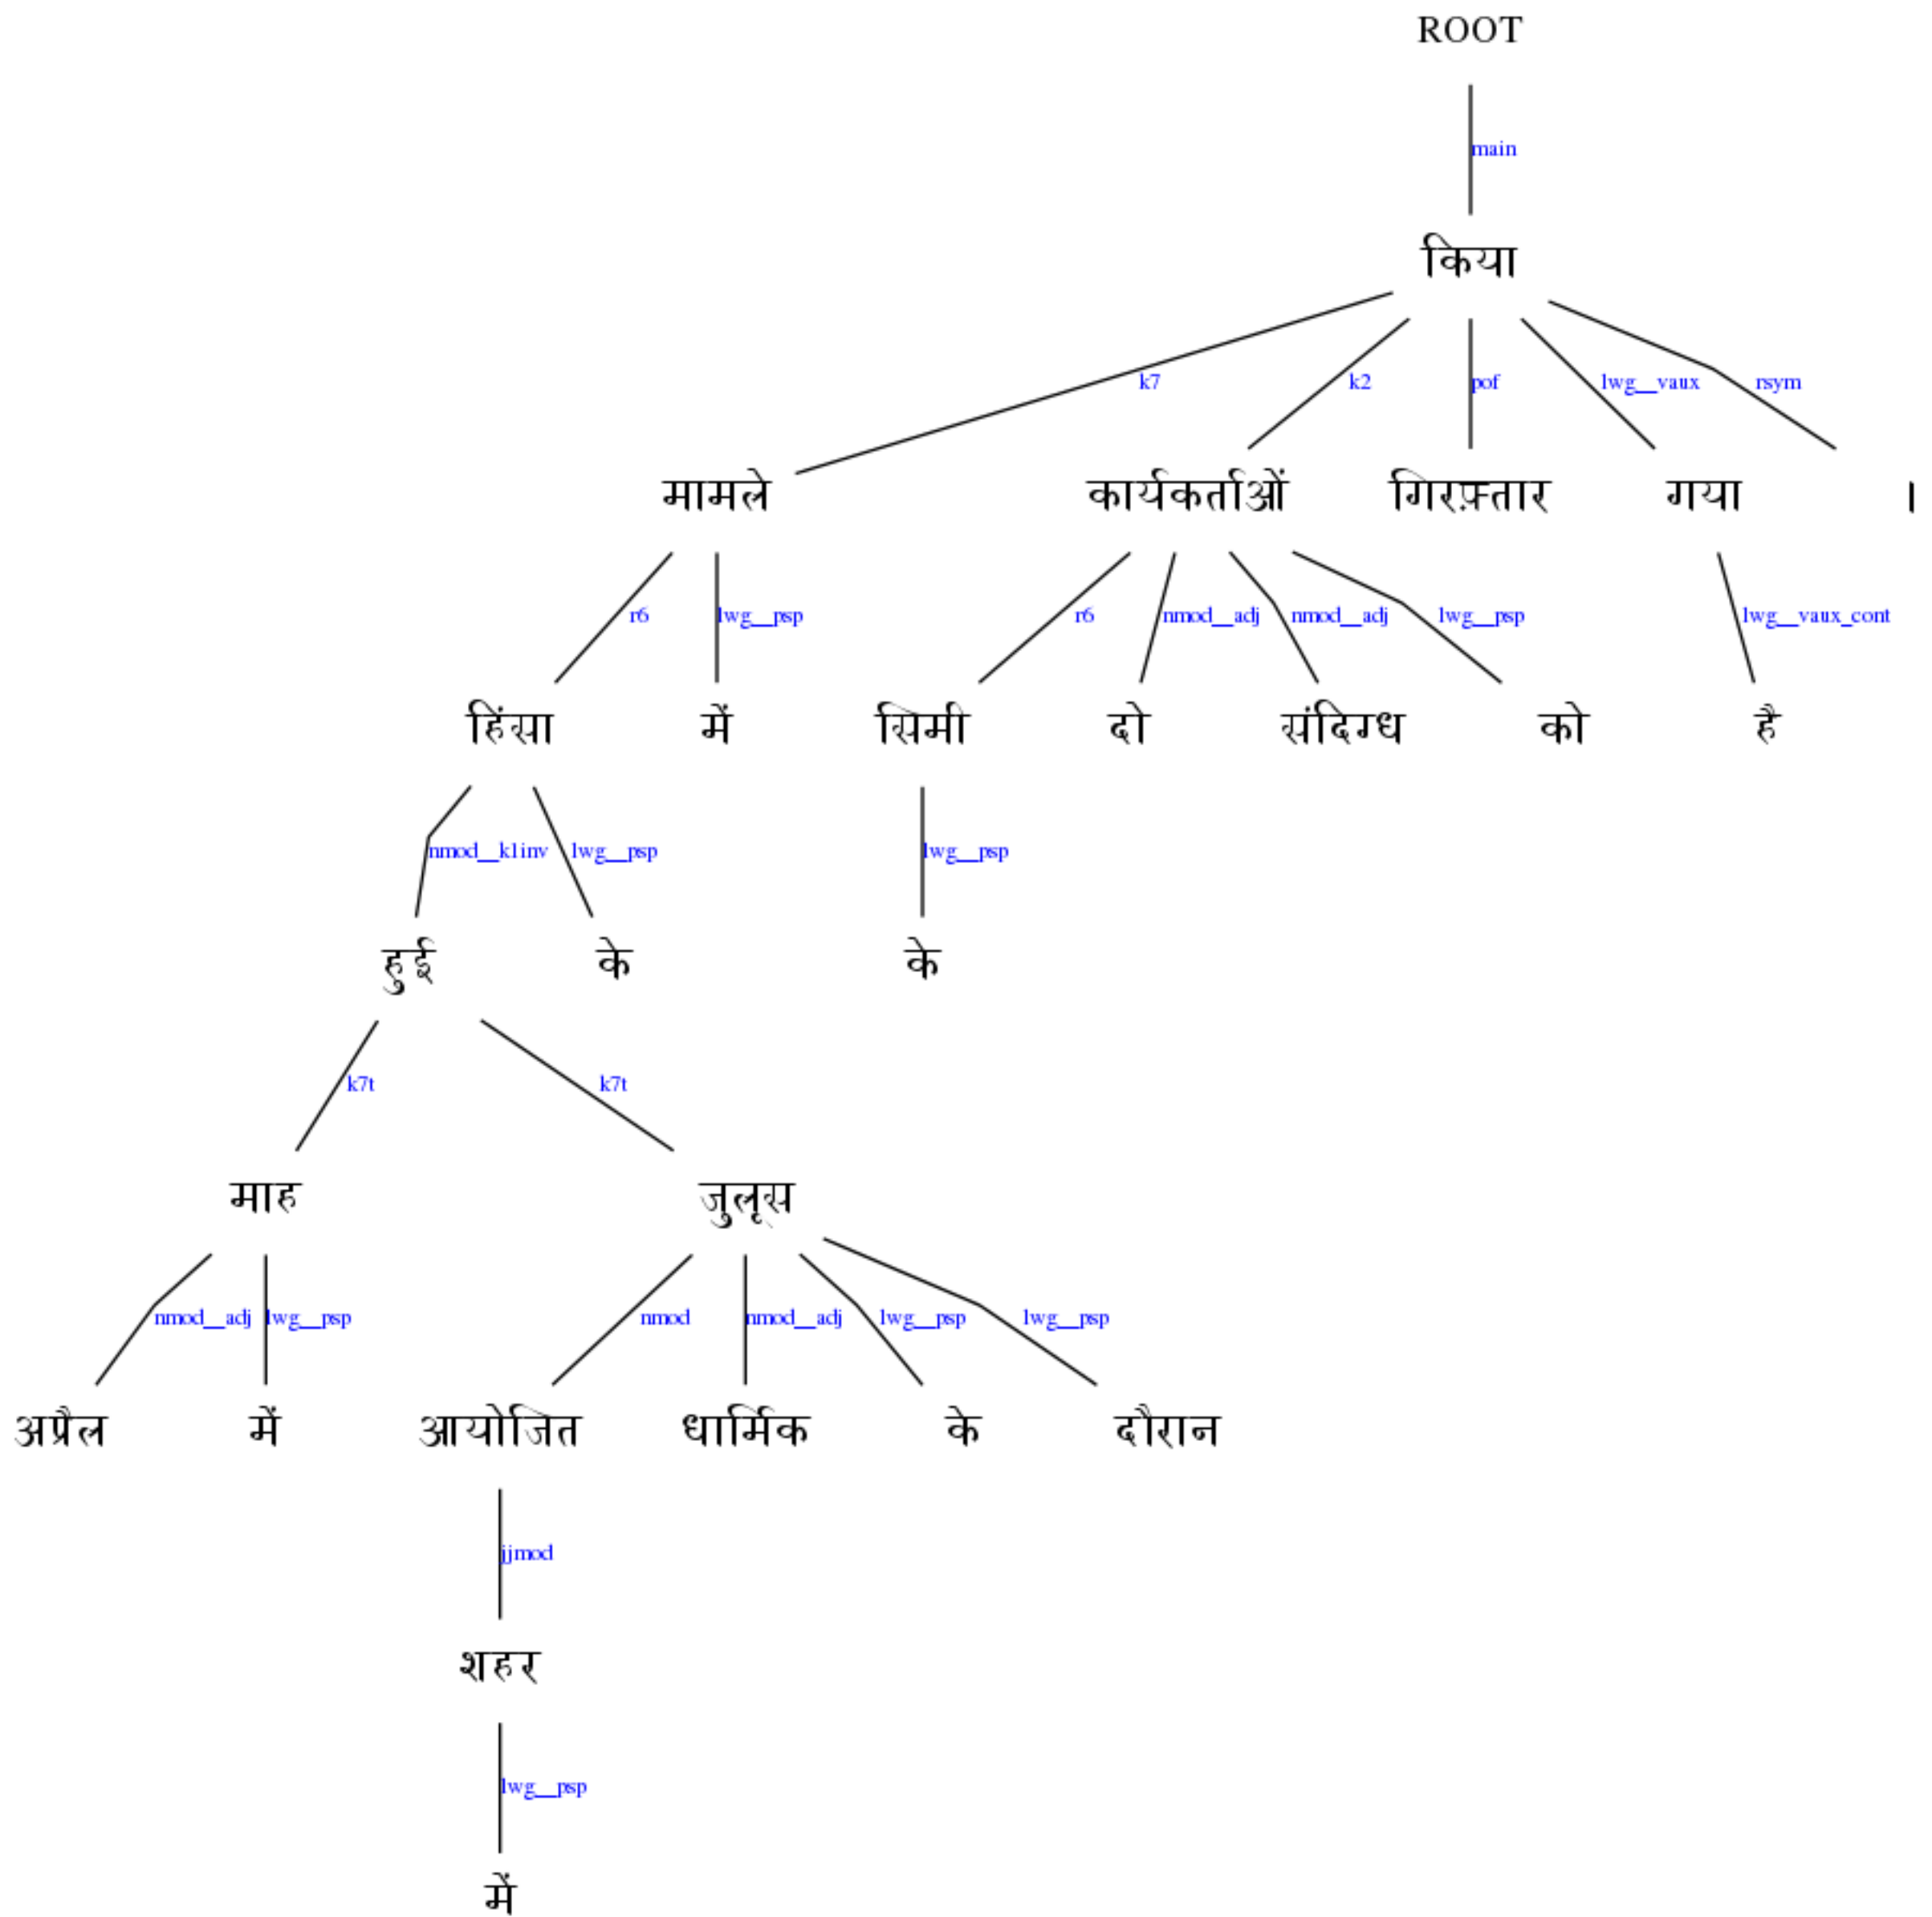 ROOT
main
किया
k7 k2 pof lwg__vaux rsym
मामले कार्यकर्ताओं गिरफ़्तार गया ।
r6 lwg__psp r6 nmod__adj nmod__adj lwg__psp lwg__vaux_cont
हिंसा में सिमी दो संदिग्ध को है
nmod__k1inv lwg__psp lwg__psp
हुई के के
k7t k7t
माह जुलूस
nmod__adj lwg__psp nmod nmod__adj lwg__psp lwg__psp
अप्रैल में आयोजित धार्मिक के दौरान
jjmod
शहर
lwg__psp
में